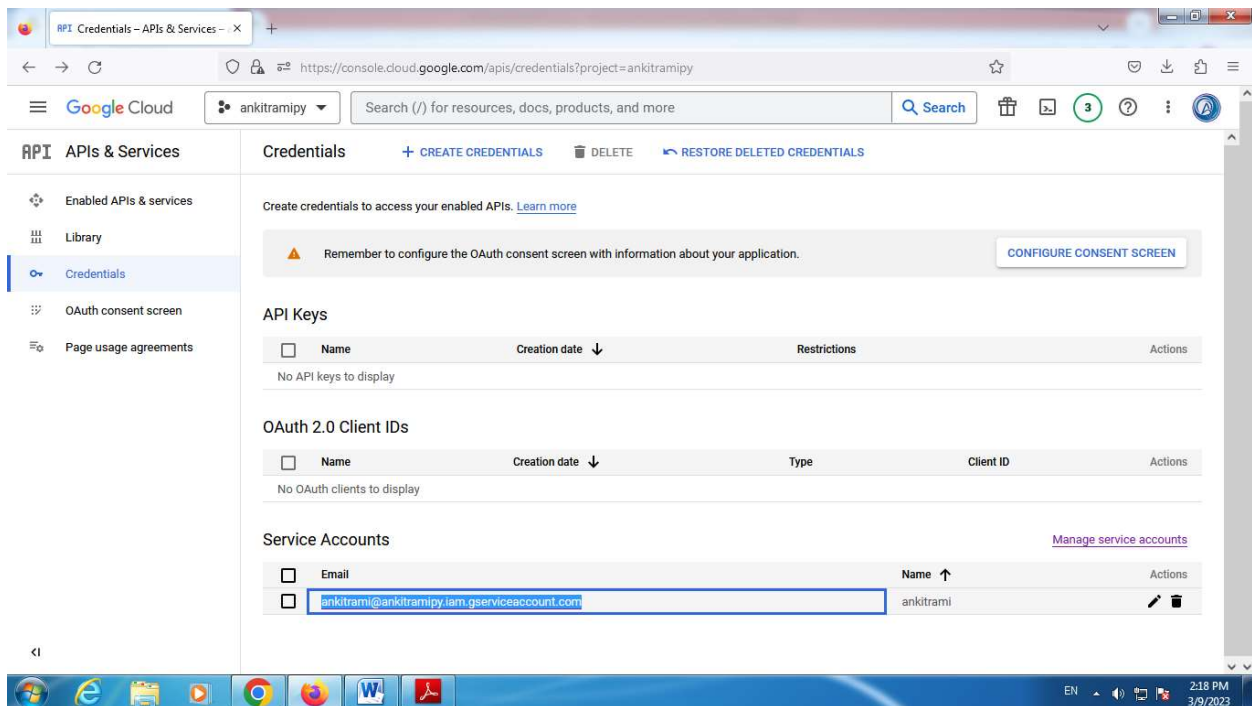 API Credentials – APIs & Services –
https://console.cloud.google.com/apis/credentials?project=ankitramipy
Google Cloud ankitramipy Search (/) for resources, docs, products, and more Search 3
API APIs & Services
Credentials + CREATE CREDENTIALS DELETE RESTORE DELETED CREDENTIALS
Enabled APIs & services
Library
Credentials
OAuth consent screen
Page usage agreements
Create credentials to access your enabled APIs. Learn more
Remember to configure the OAuth consent screen with information about your application. CONFIGURE CONSENT SCREEN
API Keys
Name Creation date Restrictions Actions
No API keys to display
OAuth 2.0 Client IDs
Name Creation date Type Client ID Actions
No OAuth clients to display
Service Accounts Manage service accounts
Email Name Actions
ankitrami@ankitramipy.iam.gserviceaccount.com ankitrami
EN 2:18 PM
3/9/2023